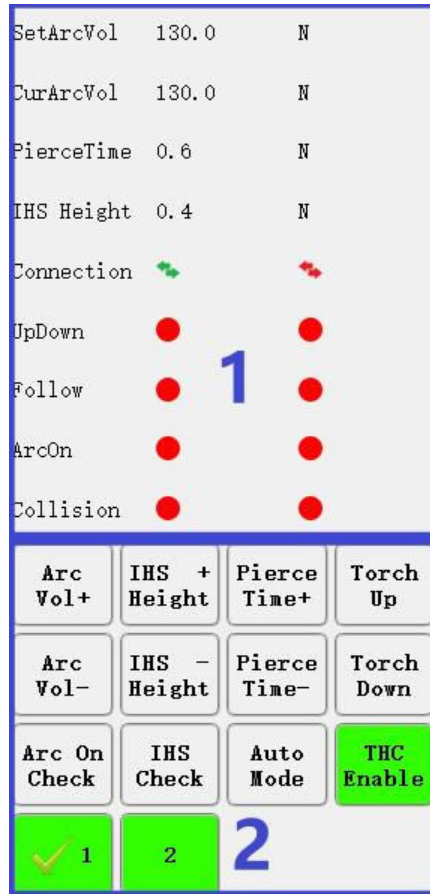 SetArcVol 130.0 N
CurArcVol 130.0 N
PierceTime 0.6 N
IHS Height 0.4 N
Connection
UpDown
Follow
ArcOn
Collision
1
Arc Vol+
IHS + Height
Pierce Time+
Torch Up
Arc Vol-
IHS - Height
Pierce Time-
Torch Down
Arc On Check
IHS Check
Auto Mode
THC Enable
1
2
2